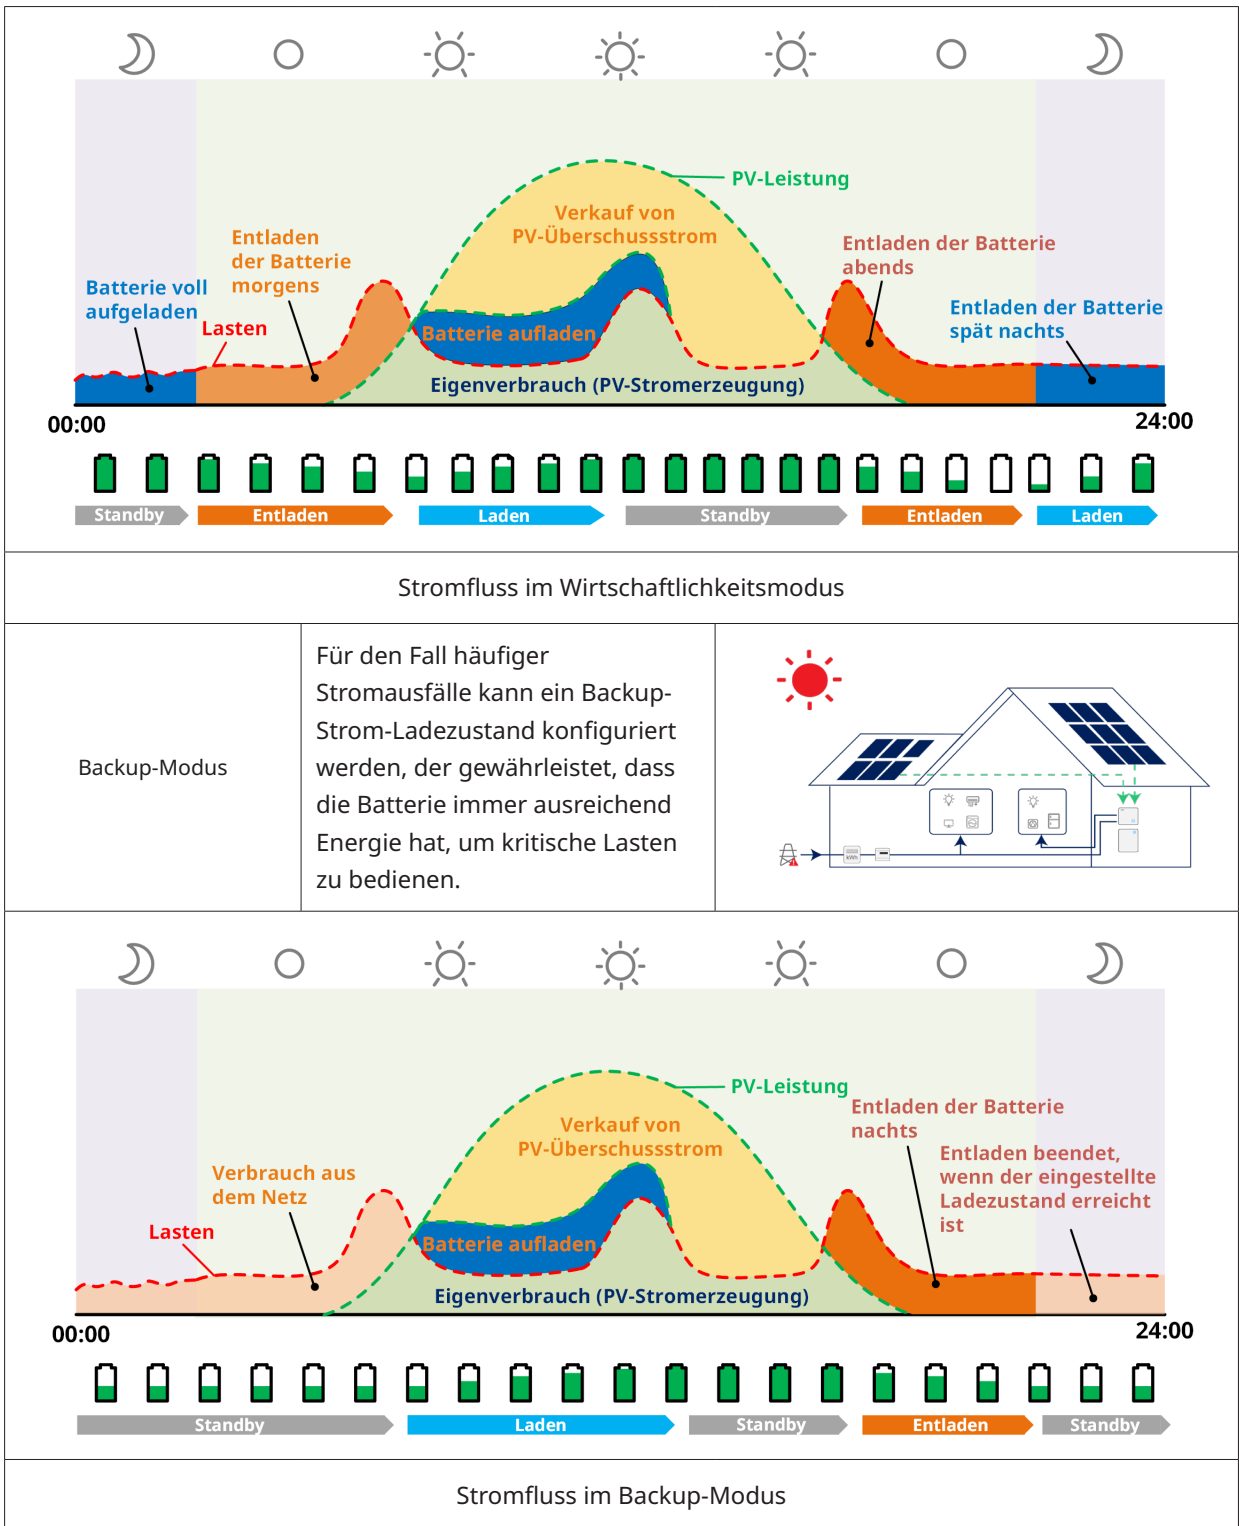 PV-Leistung
Verkauf von
PV-Überschussstrom
Entladen
der Batterie
morgens
Entladen der Batterie
abends
Batterie voll
aufgeladen
Lasten
Entladen der Batterie
spät nachts
Batterie aufladen
Eigenverbrauch (PV-Stromerzeugung)
00:00
24:00
Standby
Entladen
Laden
Standby
Entladen
Laden
Stromfluss im Wirtschaftlichkeitsmodus
Backup-Modus
Für den Fall häufiger
Stromausfälle kann ein Backup-
Strom-Ladezustand konfiguriert
werden, der gewährleistet, dass
die Batterie immer ausreichend
Energie hat, um kritische Lasten
zu bedienen.
kWh
PV-Leistung
Entladen der Batterie
nachts
Verkauf von
PV-Überschussstrom
Entladen beendet,
wenn der eingestellte
Ladezustand erreicht
ist
Verbrauch aus
dem Netz
Lasten
Batterie aufladen
Eigenverbrauch (PV-Stromerzeugung)
00:00
24:00
Standby
Laden
Standby
Entladen
Standby
Stromfluss im Backup-Modus